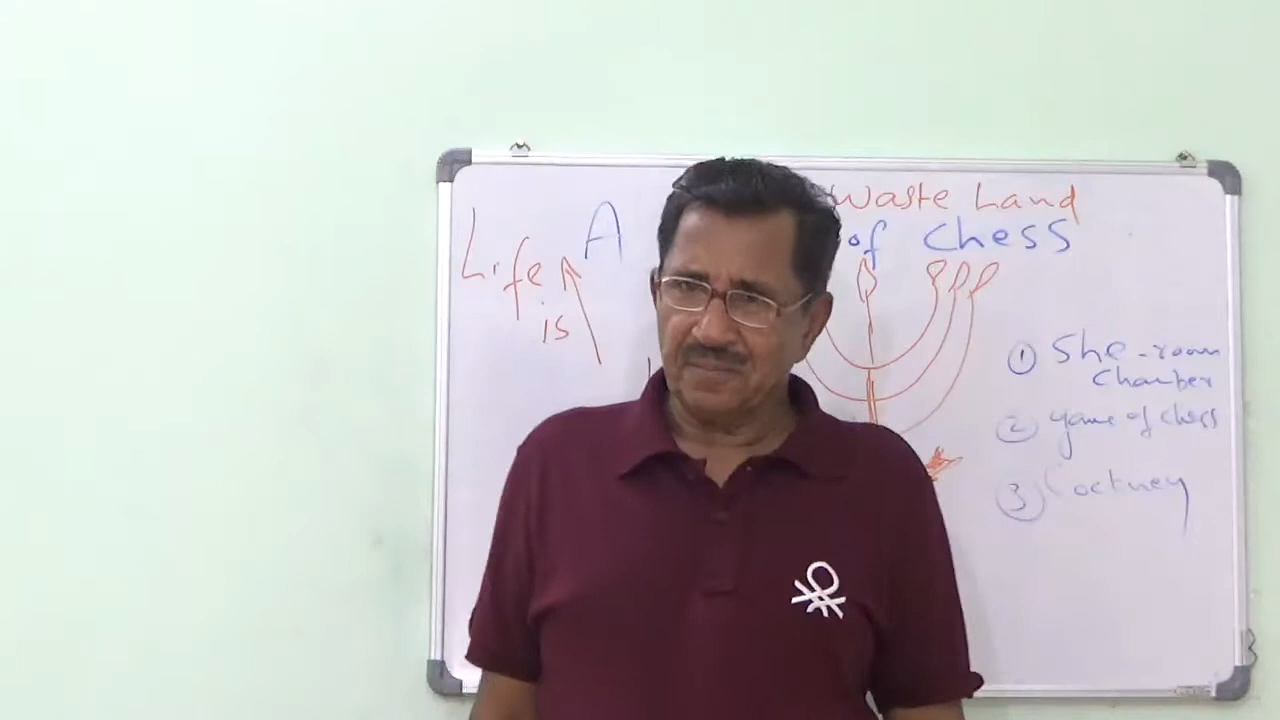 Waste Land
A of Chess
Life
is
① She-room
Chamber
② game of chess
③ Cockney